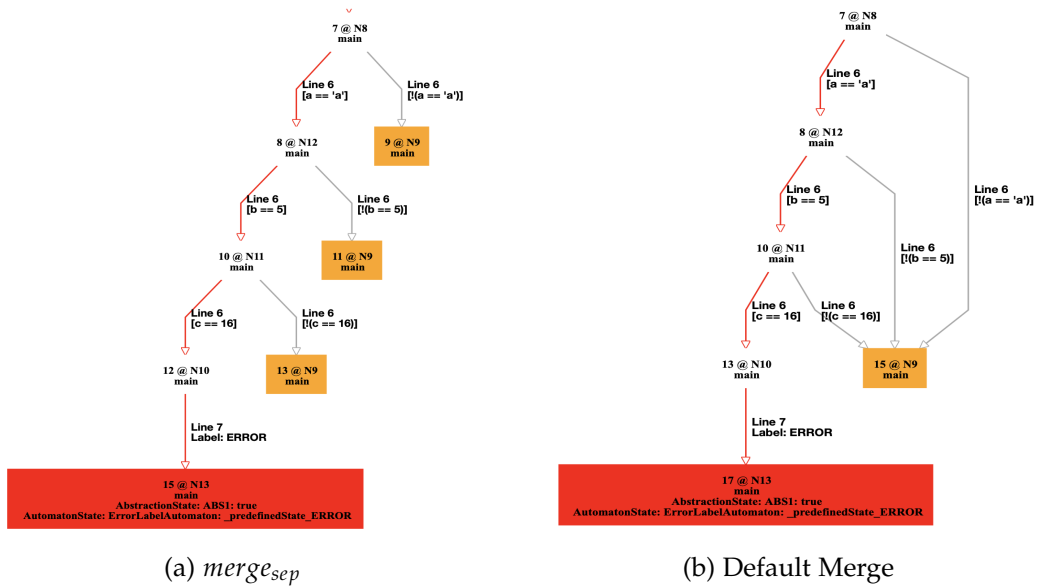 7 @ N8
main
Line 6
[a == 'a']
Line 6
[!(a == 'a')]
8 @ N12
main
9 @ N9
main
Line 6
[b == 5]
Line 6
[!(b == 5)]
10 @ N11
main
11 @ N9
main
Line 6
[c == 16]
Line 6
[!(c == 16)]
12 @ N10
main
13 @ N9
main
Line 7
Label: ERROR
15 @ N13
main
AbstractionState: ABS1: true
AutomatonState: ErrorLabelAutomaton: _predefinedState_ERROR
(a) mergesep
7 @ N8
main
Line 6
[a == 'a']
8 @ N12
main
Line 6
[!(a == 'a')]
Line 6
[b == 5]
10 @ N11
main
Line 6
[!(b == 5)]
Line 6
[c == 16]
Line 6
[!(c == 16)]
13 @ N10
main
15 @ N9
main
Line 7
Label: ERROR
17 @ N13
main
AbstractionState: ABS1: true
AutomatonState: ErrorLabelAutomaton: _predefinedState_ERROR
(b) Default Merge